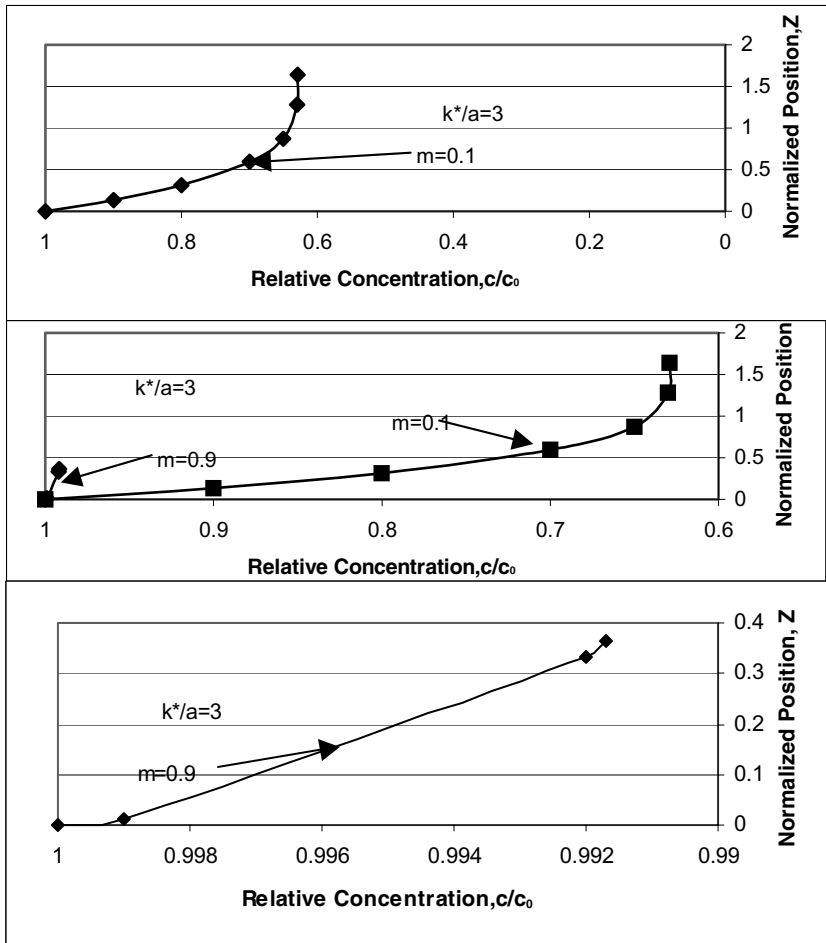 2
1.5
1
0.5
0
Normalized Position,Z
k*/a=3
m=0.1
1 0.8 0.6 0.4 0.2 0
Relative Concentration,c/c₀
2
1.5
1
0.5
0
Normalized Position
k*/a=3
m=0.1
m=0.9
1 0.9 0.8 0.7 0.6
Relative Concentration,c/c₀
0.4
0.3
0.2
0.1
0
Normalized Position, Z
k*/a=3
m=0.9
1 0.998 0.996 0.994 0.992 0.99
Relative Concentration,c/c₀